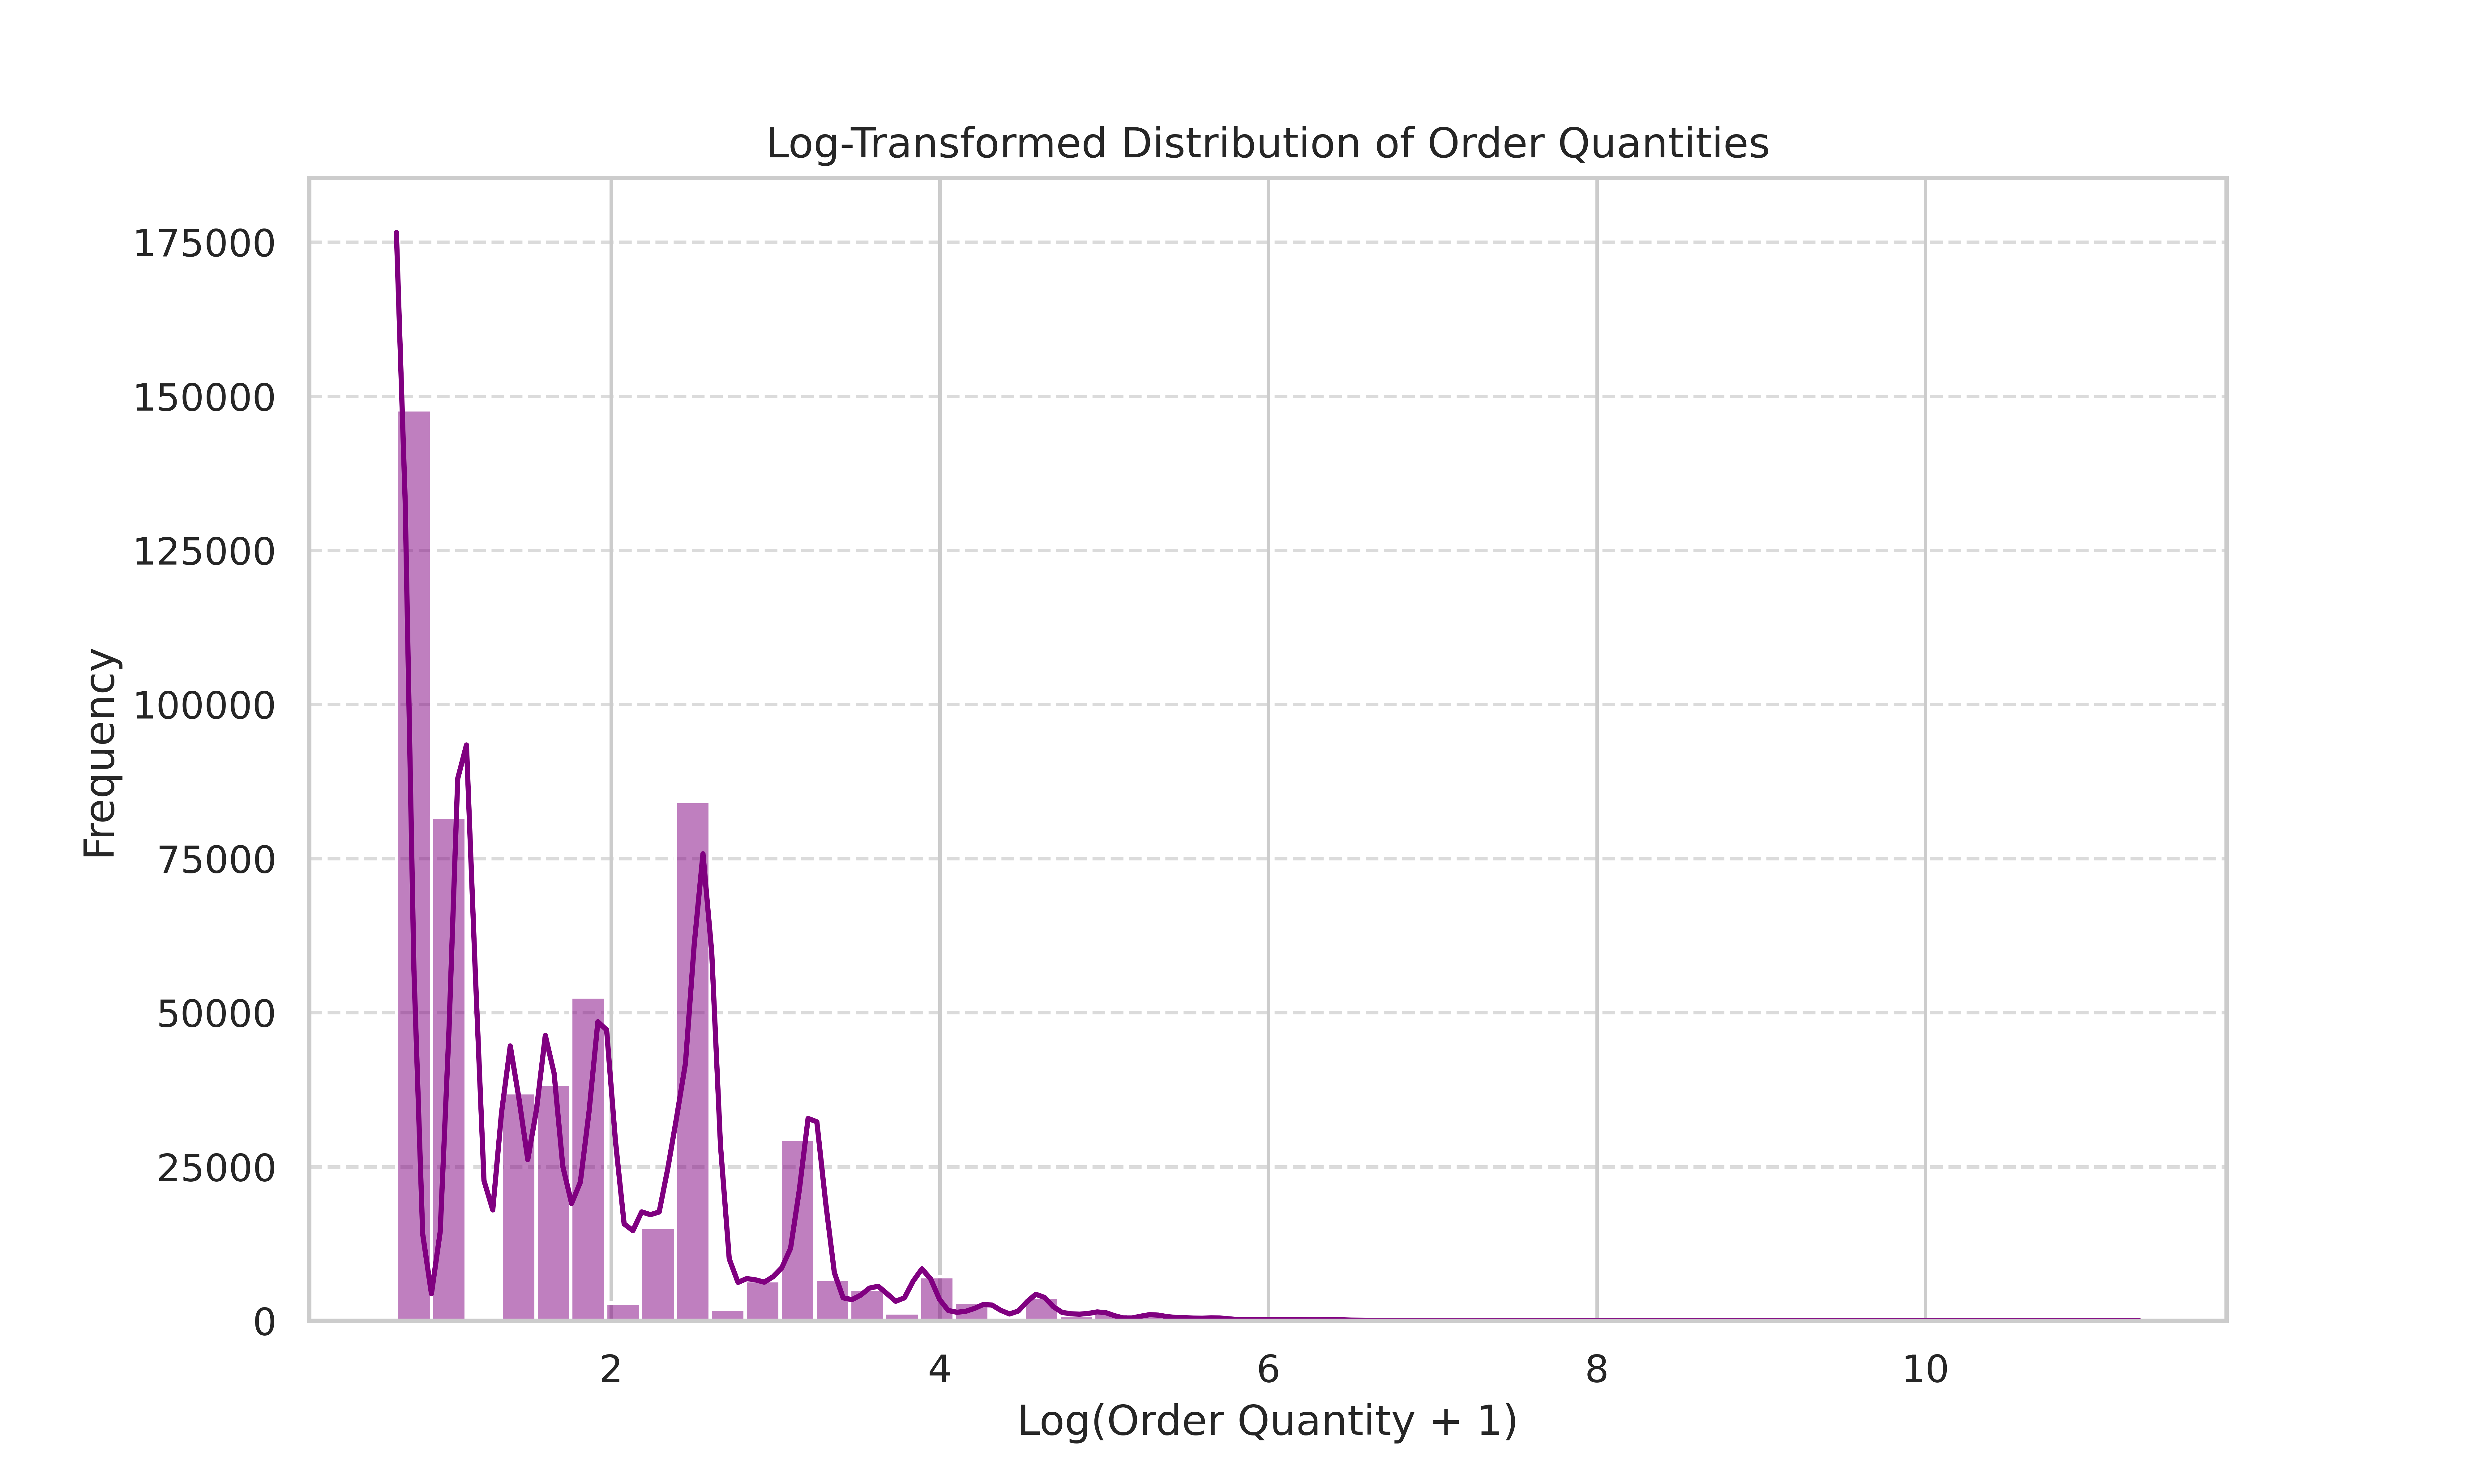 Log-Transformed Distribution of Order Quantities
175000
150000
125000
100000
75000
50000
25000
0
Frequency
2 4 6 8 10
Log(Order Quantity + 1)